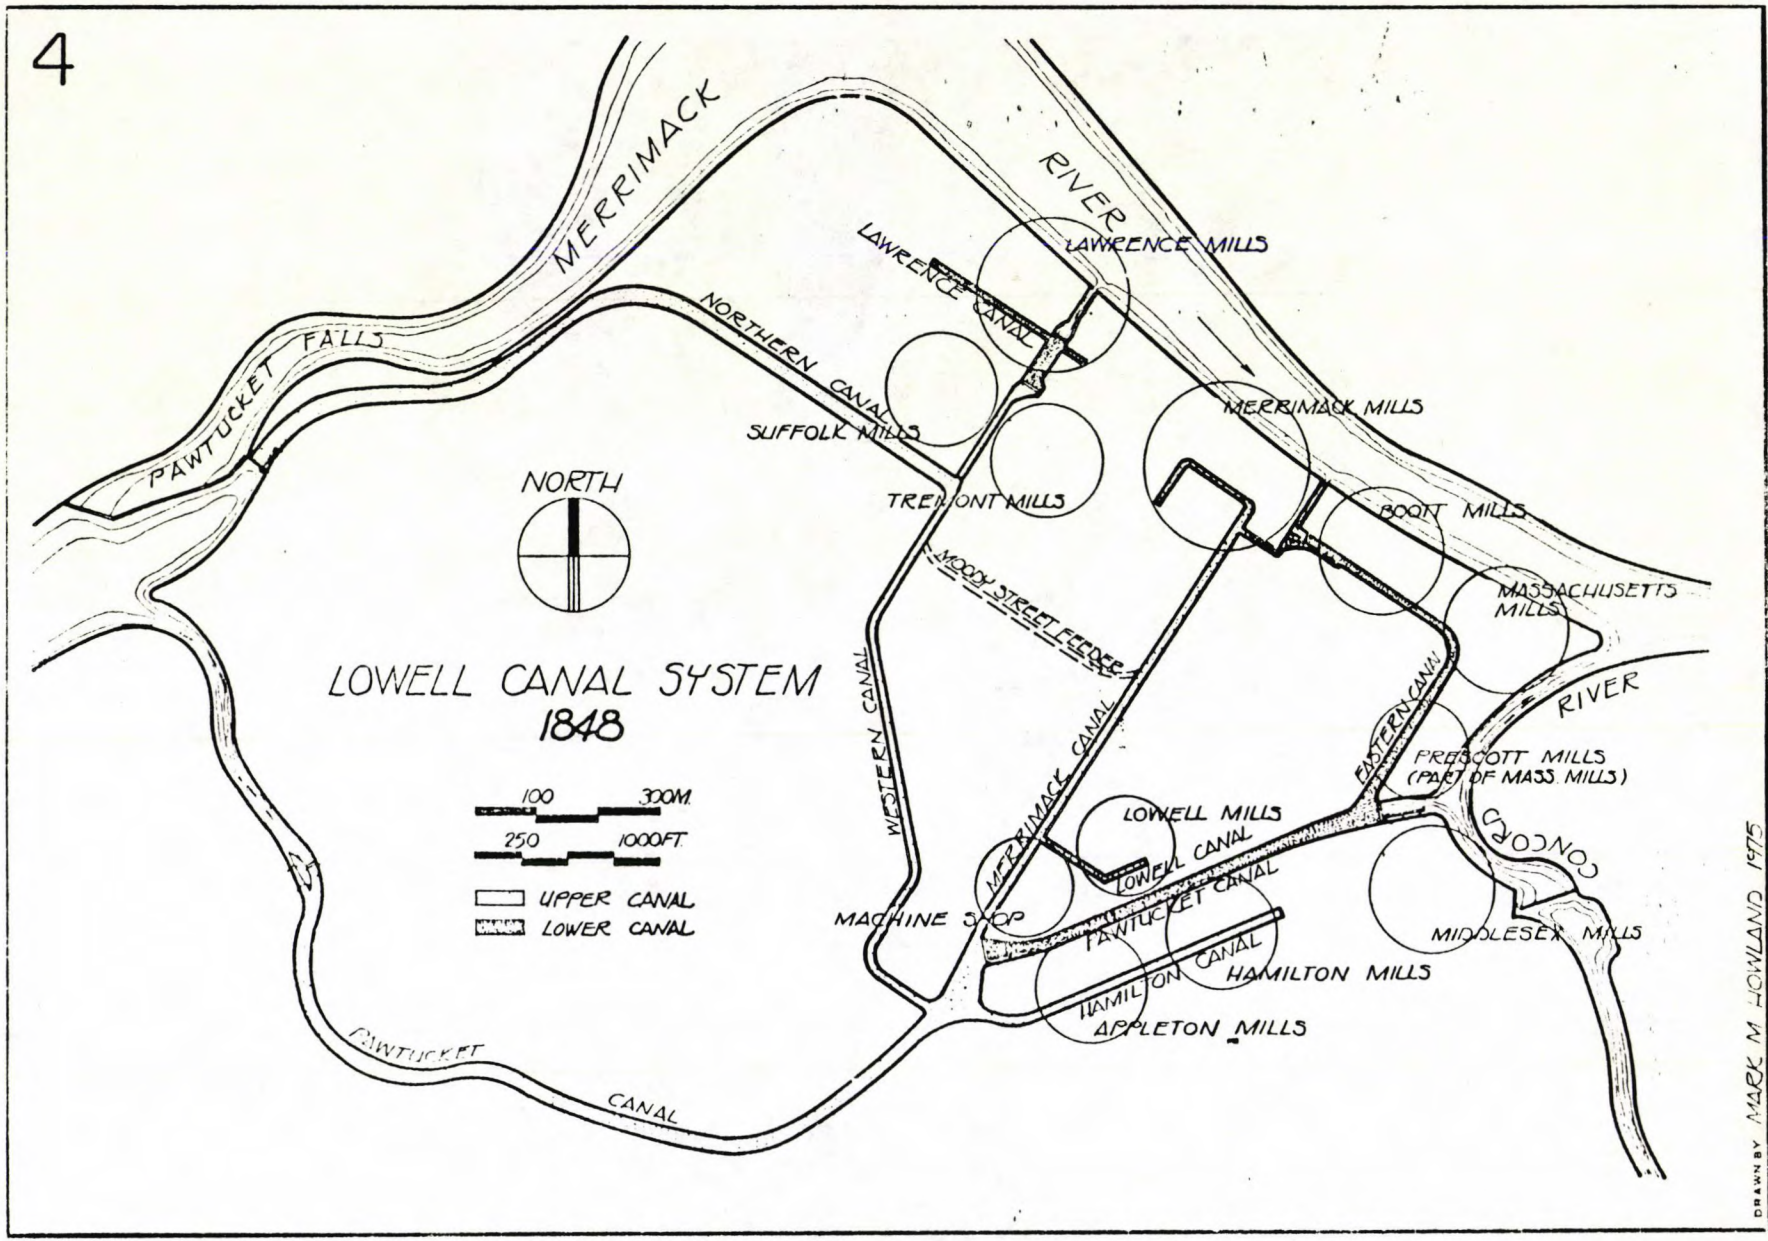 4
MERRIMACK
RIVER
LAWRENCE MILLS
LAWRENCE CANAL
NORTHERN CANAL
PAWTUCKET FALLS
SUFFOLK MILLS
MERRIMACK MILLS
NORTH
TREMONT MILLS
BOOTT MILLS
MOODY STREET FEEDER
MASSACHUSETTS
MILLS
LOWELL CANAL SYSTEM
1848
WESTERN CANAL
MERRIMACK CANAL
EASTERN CANAL
RIVER
CONCORD
PRESCOTT MILLS
(PART OF MASS. MILLS)
100 300M.
250 1000FT.
UPPER CANAL
LOWER CANAL
LOWELL MILLS
LOWELL CANAL
PAWTUCKET CANAL
MACHINE SHOP
MIDDLESEX MILLS
HAMILTON CANAL
HAMILTON MILLS
APPLETON MILLS
PAWTUCKET
CANAL
DRAWN BY MARK M HOWLAND 1975